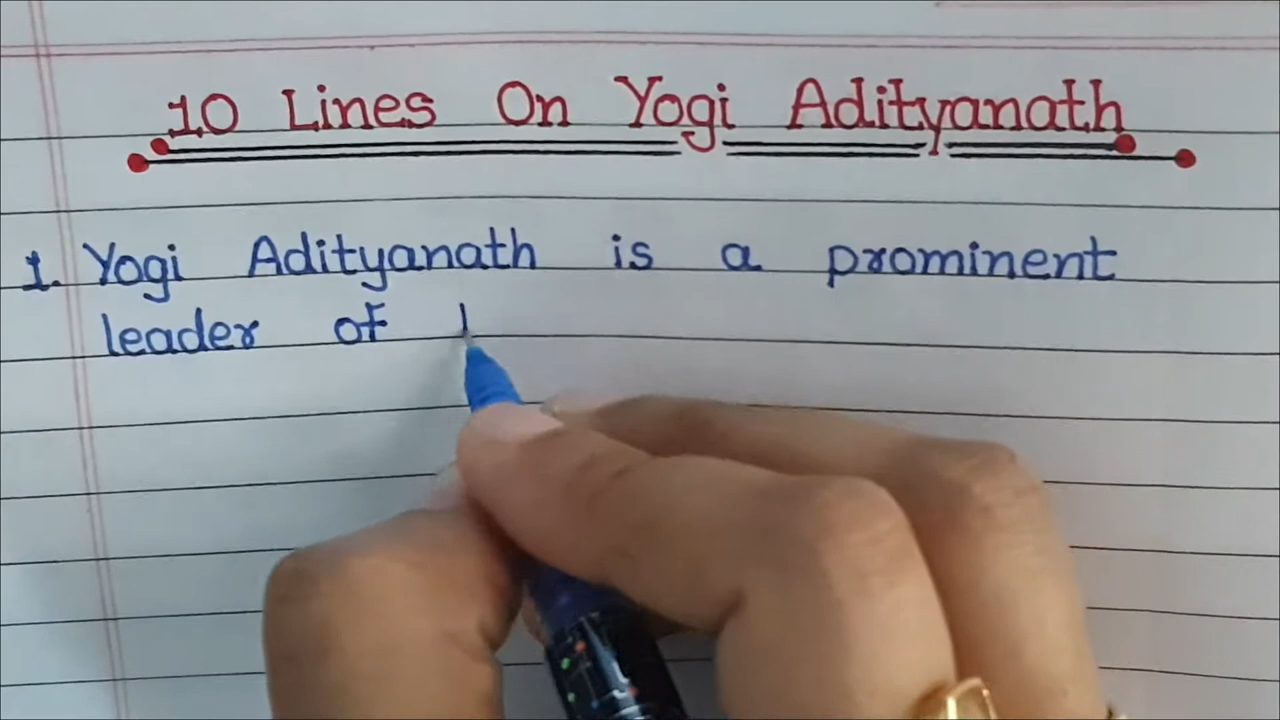 10 Lines On Yogi Adityanath
1. Yogi Adityanath is a prominent
leader of